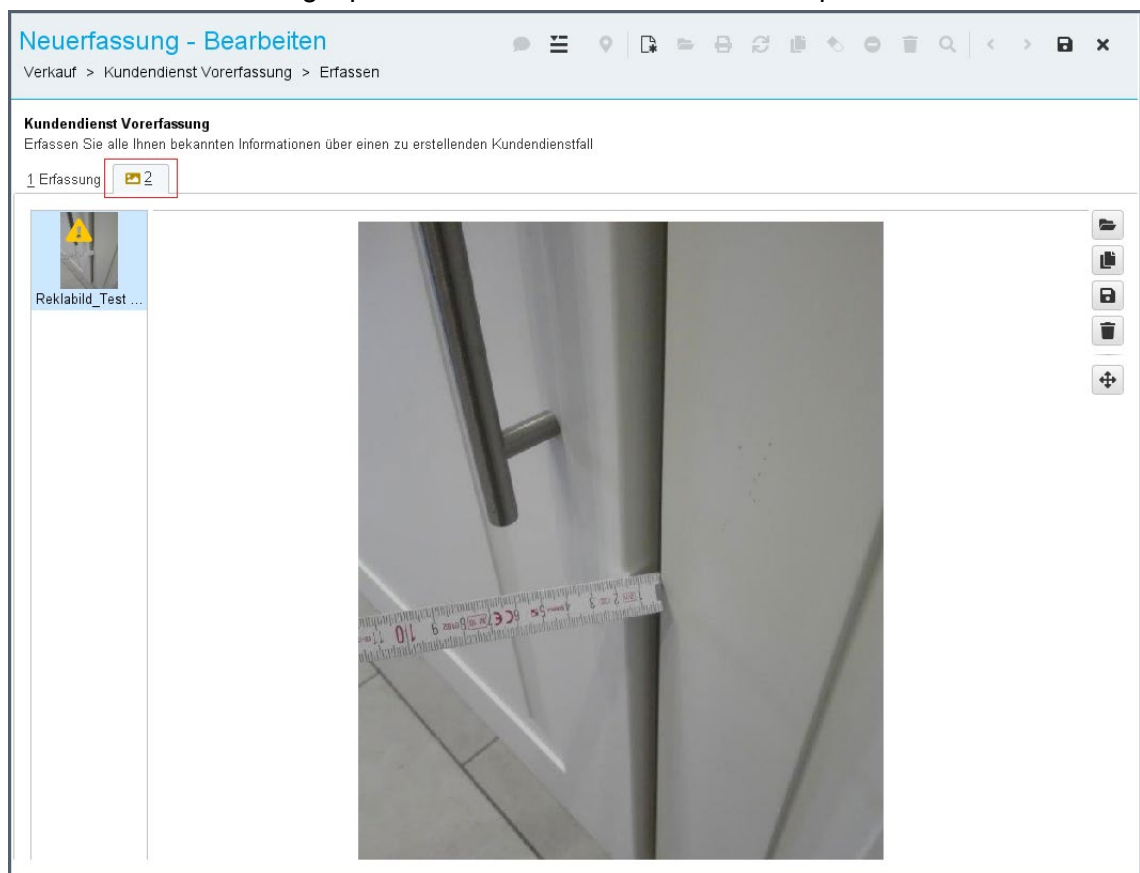 Neuerfassung - Bearbeiten
Verkauf > Kundendienst Vorerfassung > Erfassen
Kundendienst Vorerfassung
Erfassen Sie alle Ihnen bekannten Informationen über einen zu erstellenden Kundendienstfall
1 Erfassung
2
Reklabild_Test ...